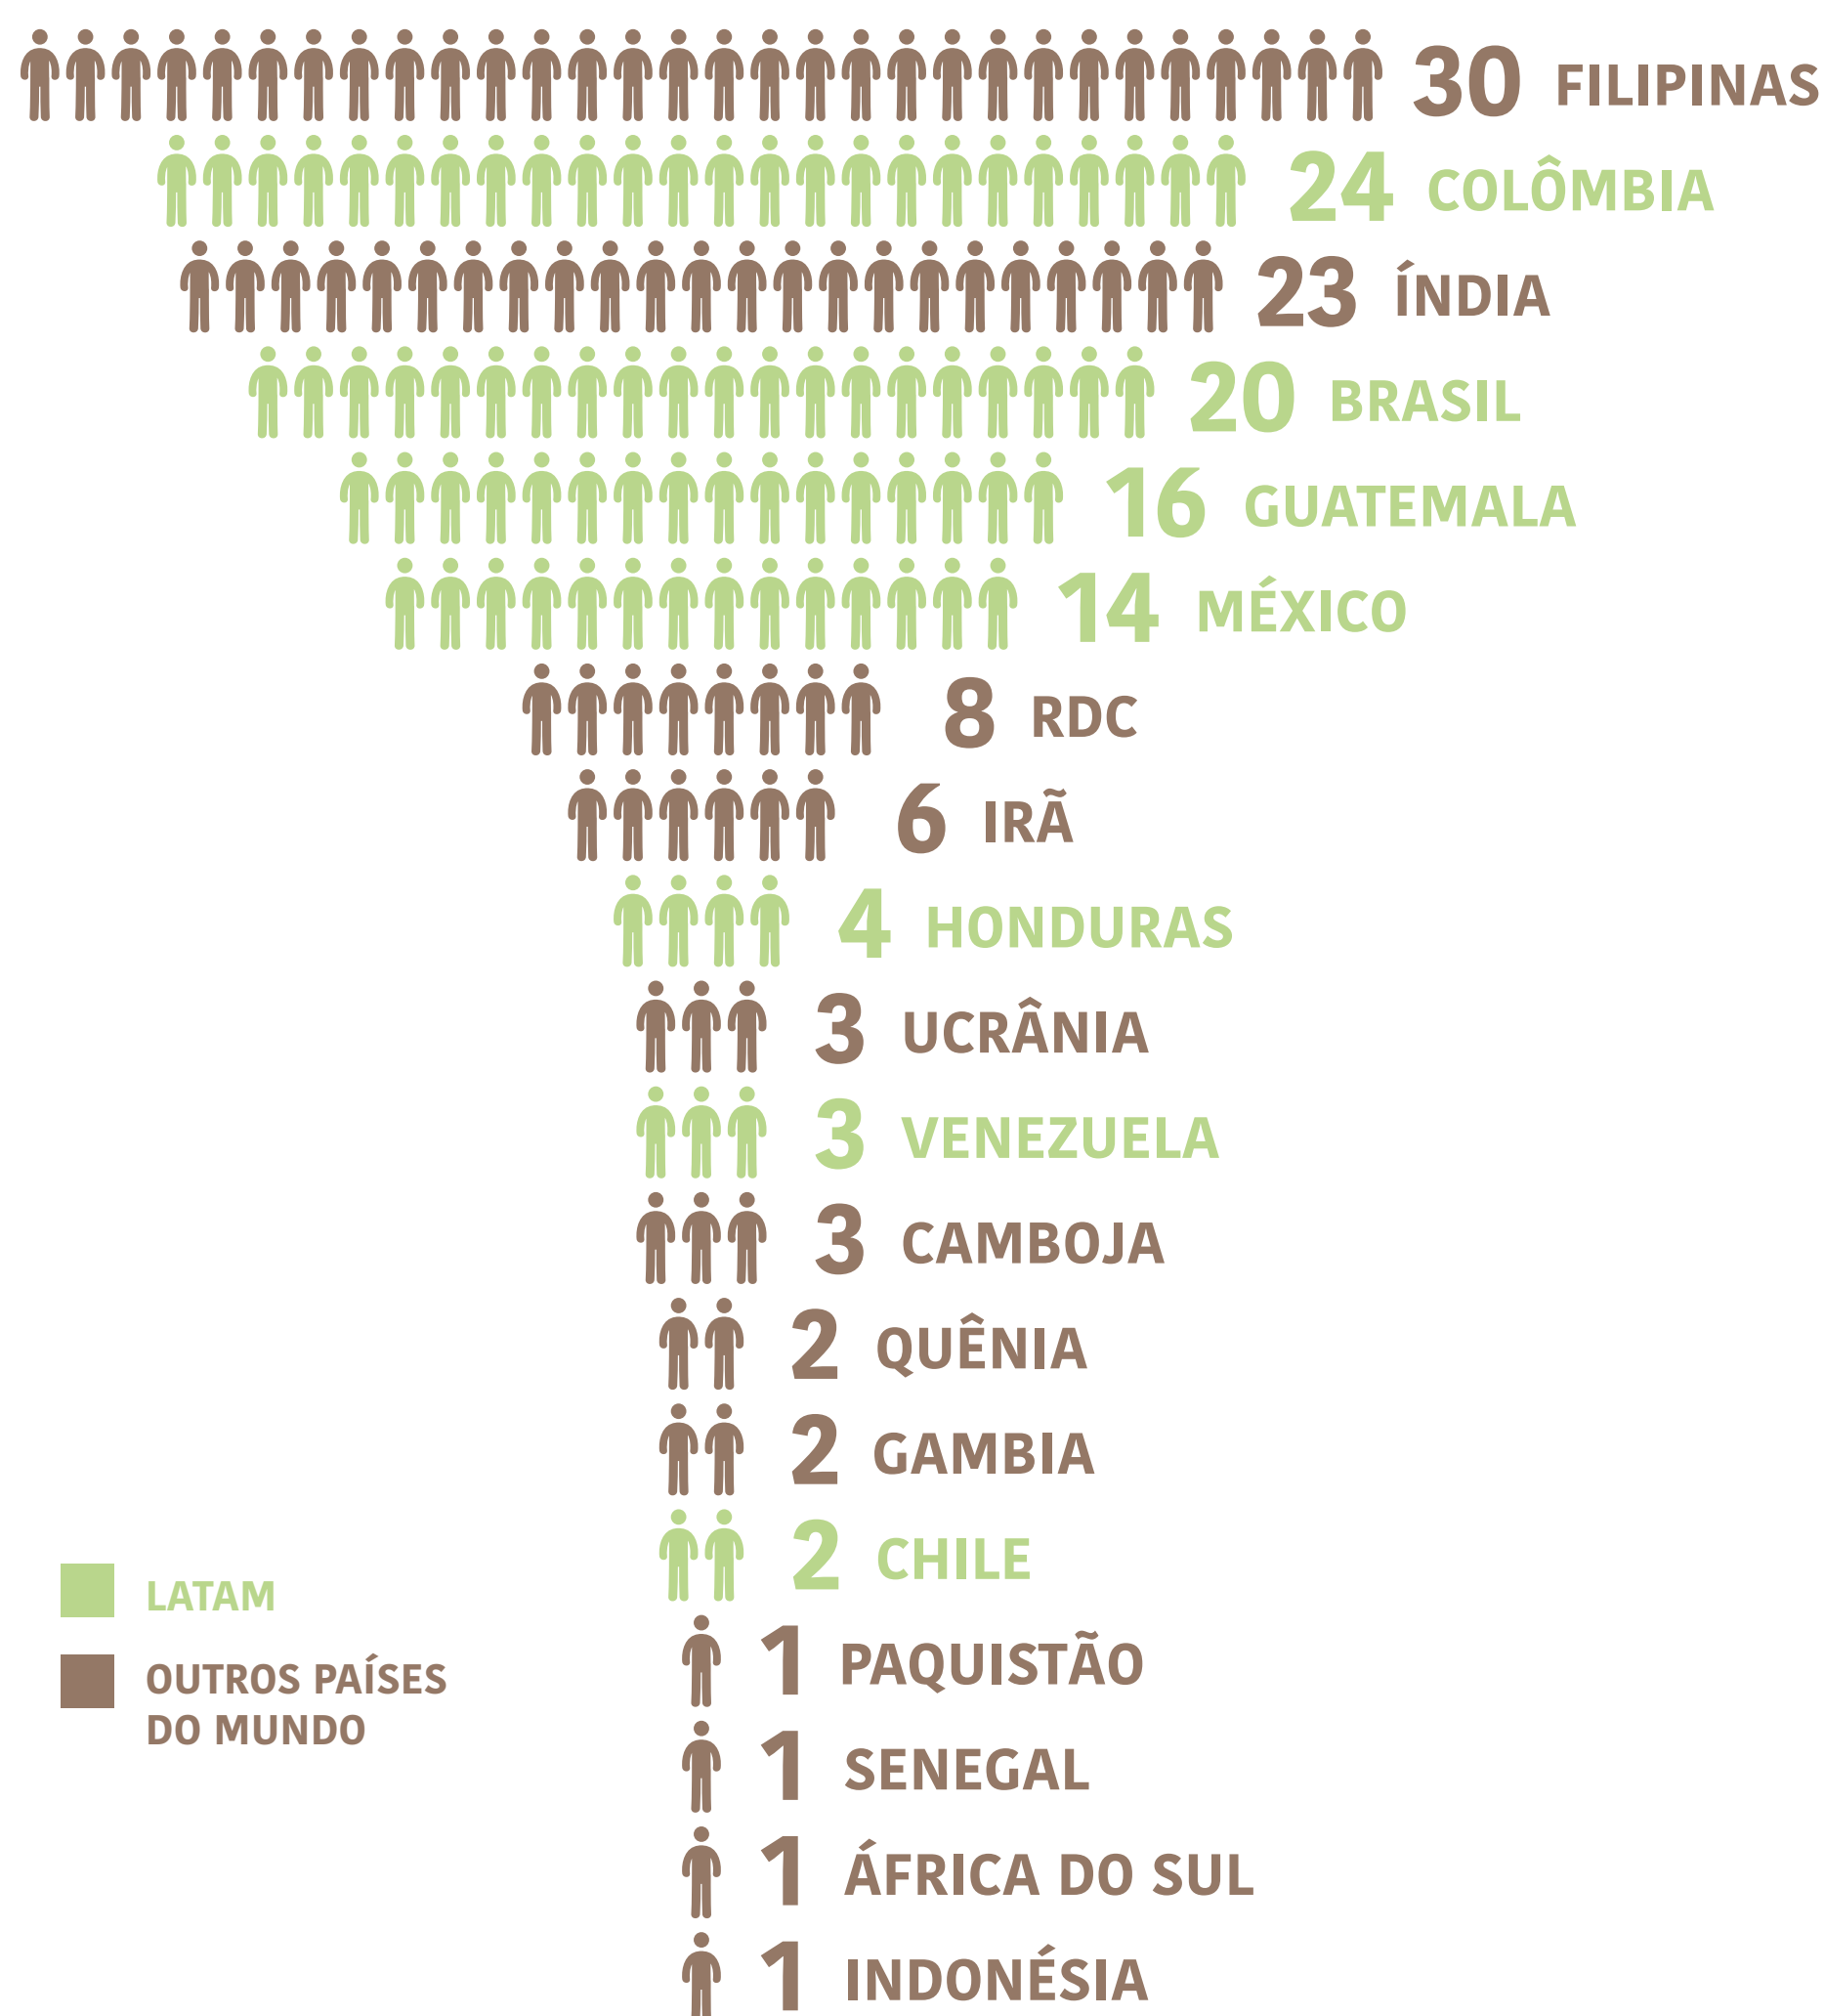 30 FILIPINAS
24 COLÔMBIA
23 ÍNDIA
20 BRASIL
16 GUATEMALA
14 MÉXICO
8 RDC
6 IRÃ
4 HONDURAS
3 UCRÂNIA
3 VENEZUELA
3 CAMBOJA
2 QUÊNIA
2 GAMBIA
2 CHILE
1 PAQUISTÃO
1 SENEGAL
1 ÁFRICA DO SUL
1 INDONÉSIA
LATAM
OUTROS PAÍSES
DO MUNDO